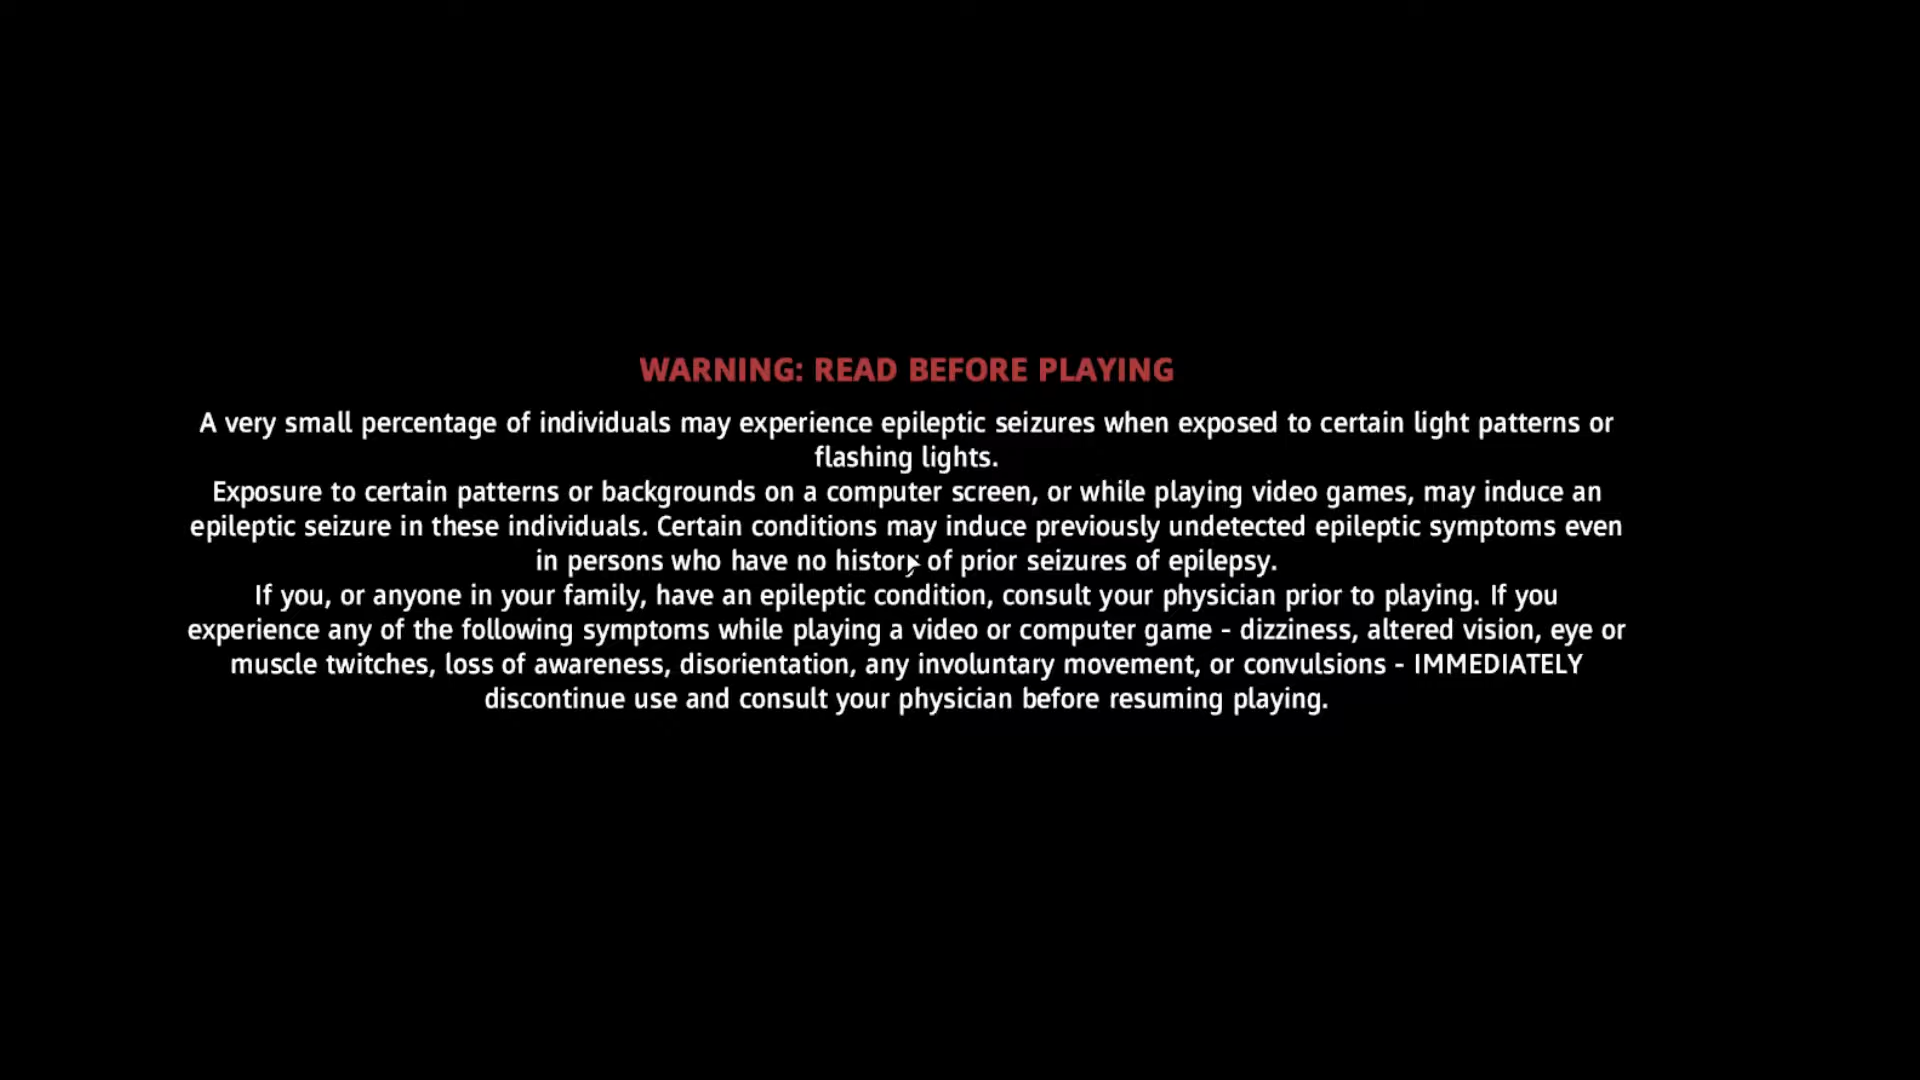 WARNING: READ BEFORE PLAYING
A very small percentage of individuals may experience epileptic seizures when exposed to certain light patterns or
flashing lights.
Exposure to certain patterns or backgrounds on a computer screen, or while playing video games, may induce an
epileptic seizure in these individuals. Certain conditions may induce previously undetected epileptic symptoms even
in persons who have no history of prior seizures of epilepsy.
If you, or anyone in your family, have an epileptic condition, consult your physician prior to playing. If you
experience any of the following symptoms while playing a video or computer game - dizziness, altered vision, eye or
muscle twitches, loss of awareness, disorientation, any involuntary movement, or convulsions - IMMEDIATELY
discontinue use and consult your physician before resuming playing.